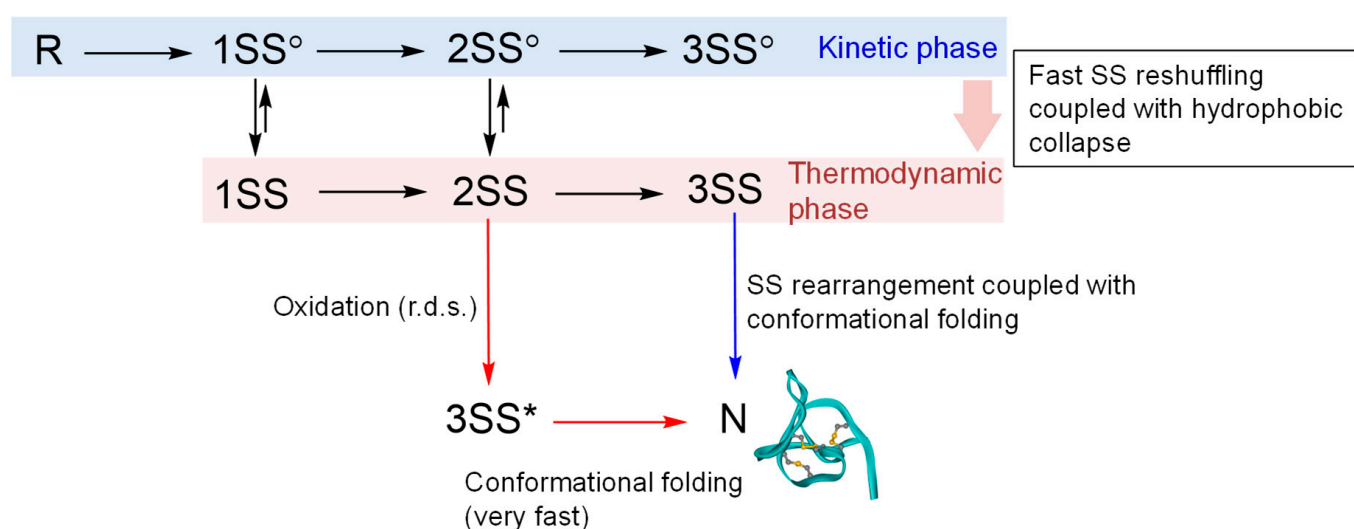 R 1SS° 2SS° 3SS° Kinetic phase
Fast SS reshuffling
coupled with hydrophobic
collapse
1SS 2SS 3SS Thermodynamic
phase
Oxidation (r.d.s.)
SS rearrangement coupled with
conformational folding
3SS* N
Conformational folding
(very fast)